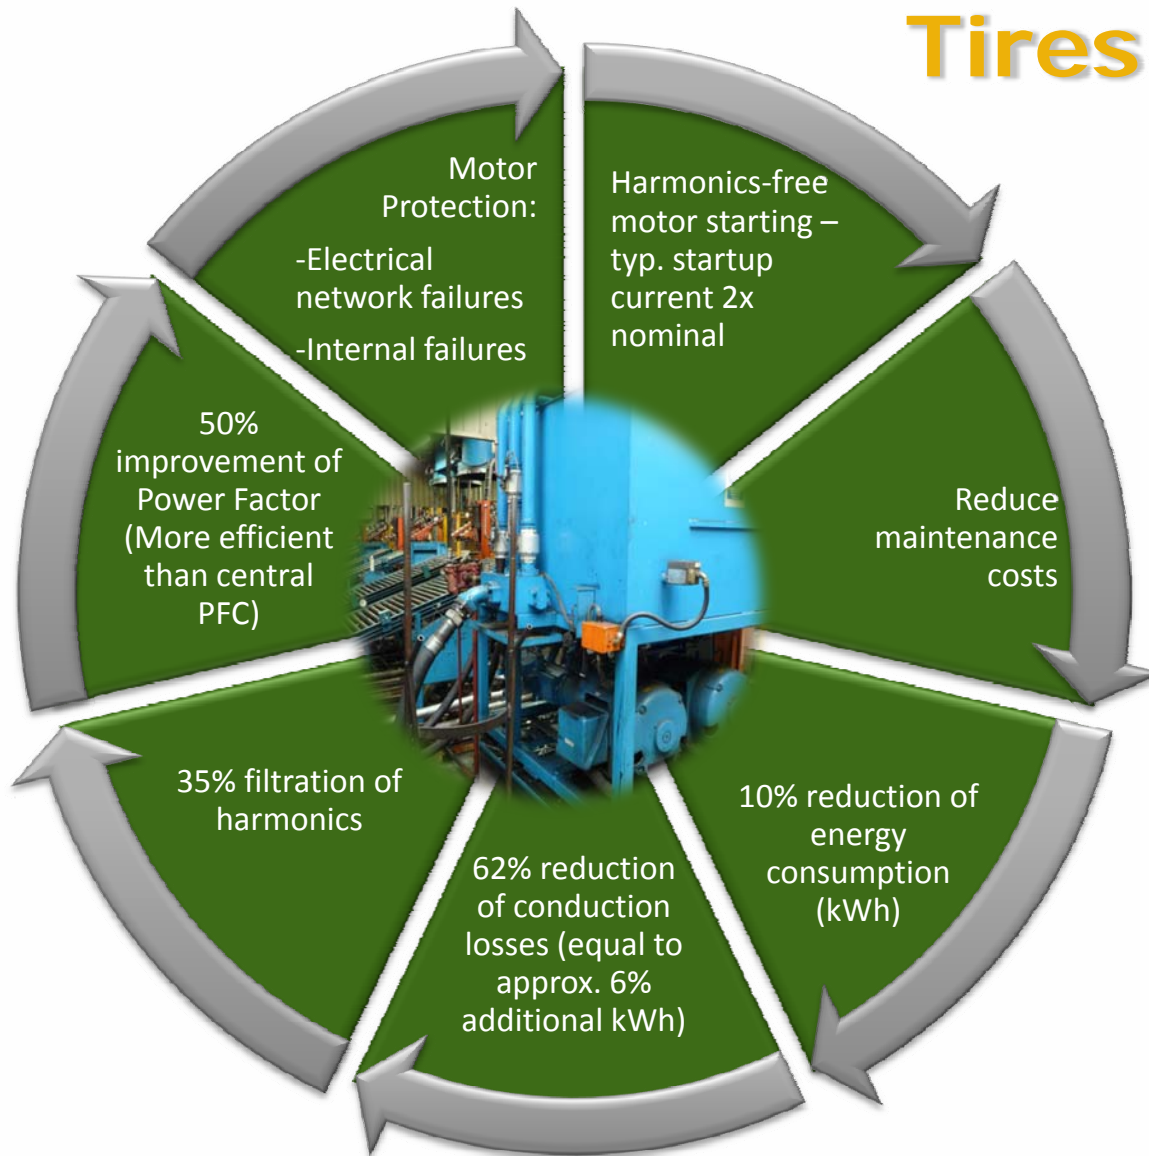 Tires
Harmonics-free
motor starting –
typ. startup
current 2x
nominal
Reduce
maintenance
costs
10% reduction of
energy
consumption
(kWh)
62% reduction
of conduction
losses (equal to
approx. 6%
additional kWh)
35% filtration of
harmonics
50%
improvement of
Power Factor
(More efficient
than central
PFC)
Motor
Protection:
-Electrical
network failures
-Internal failures